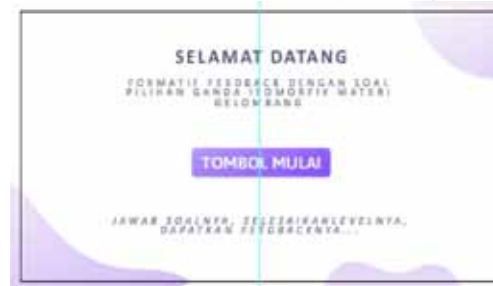 SELAMAT DATANG
FORMATIF FEEDBACK DENGAN SOAL
PILIHAN GANDA ISOMORFIK MATERI
GELOMBANG
TOMBOL MULAI
JAWAB SOALNYA, SELESAIKANLEVELNYA,
DAPATKAN FEEDBACKNYA...